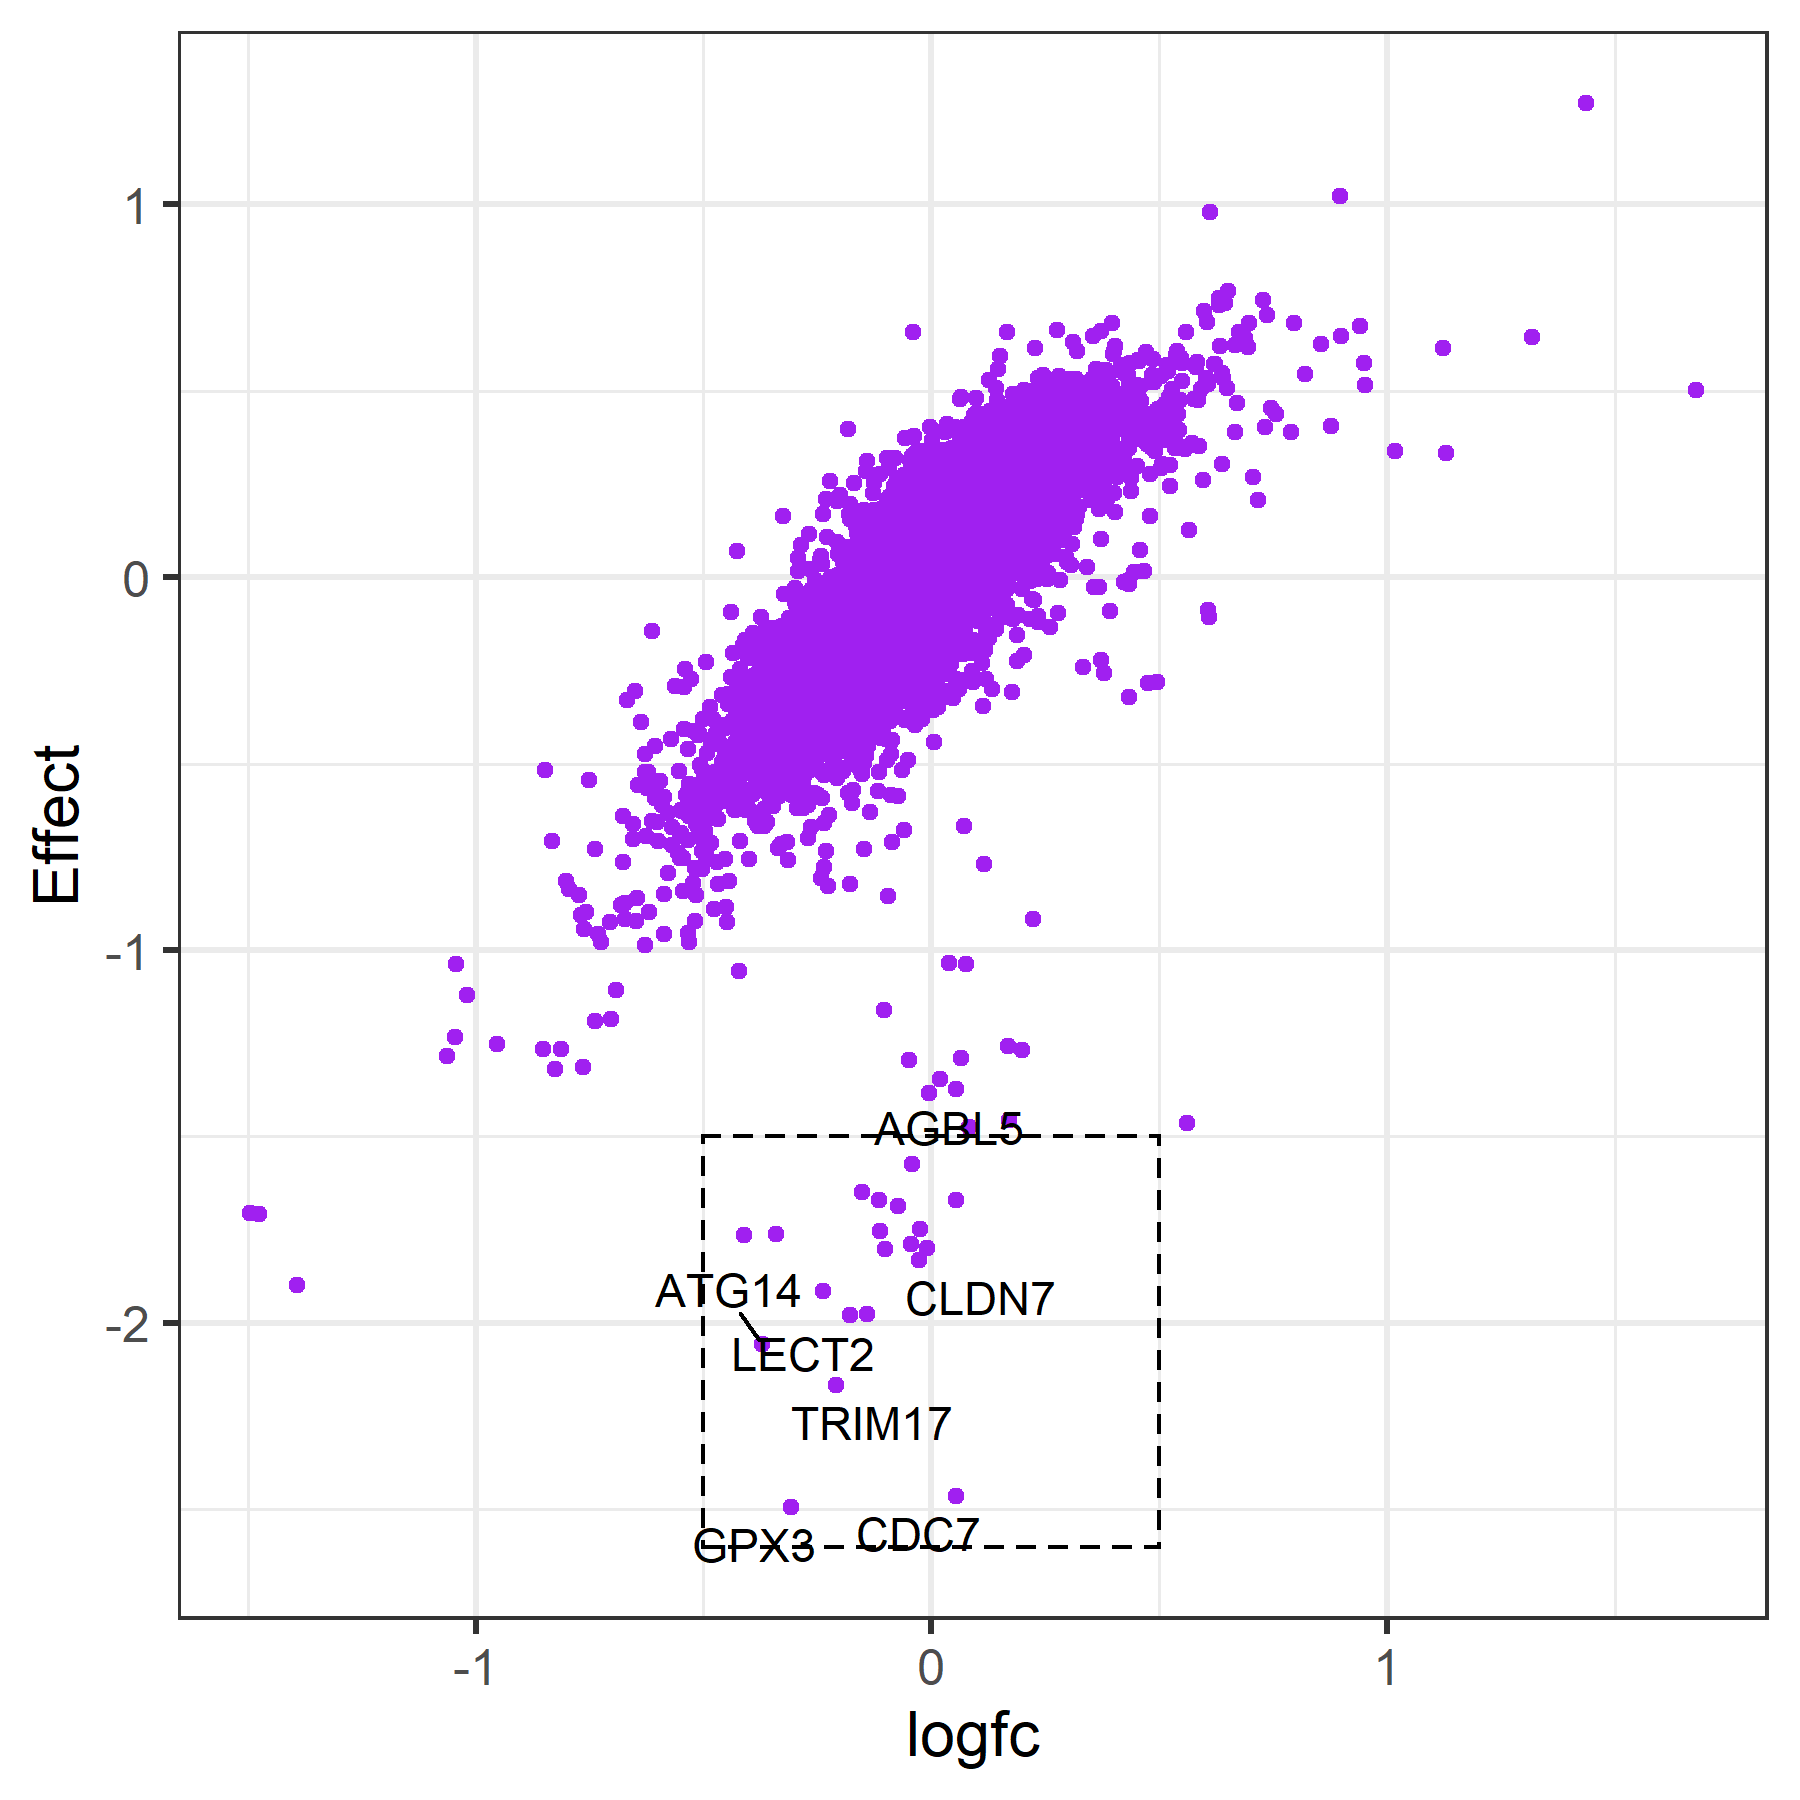 Effect
1
0
-1
-2
AGBL5
ATG14
CLDN7
LECT2
TRIM17
CDC7
GPX3
-1
0
1
logfc